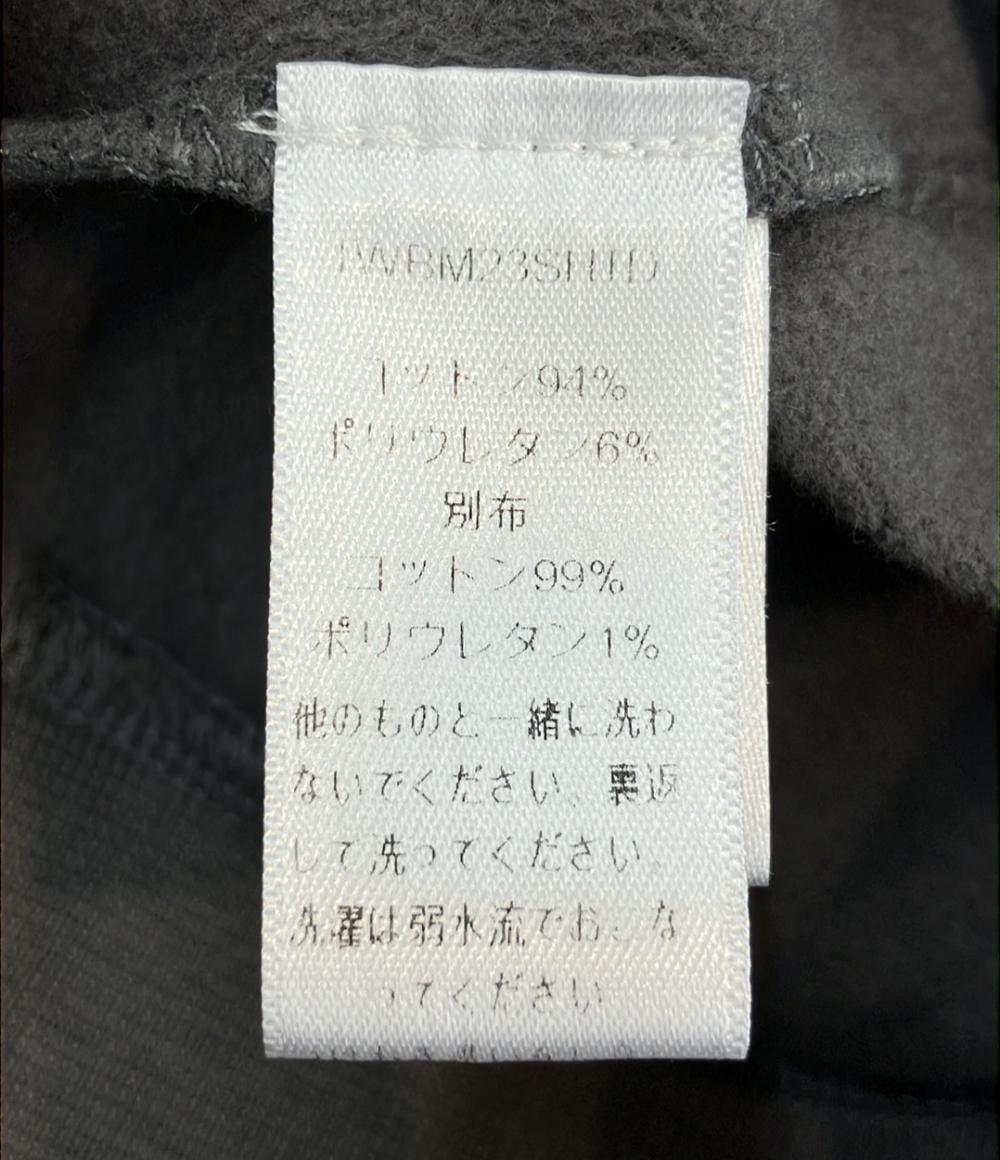 コットン94%
ポリウレタン6%
別布
コットン99%
ポリウレタン1%
他のものと一緒に洗わ
ないでください。裏返
して洗ってください
洗濯は弱水流でおこな
ってください